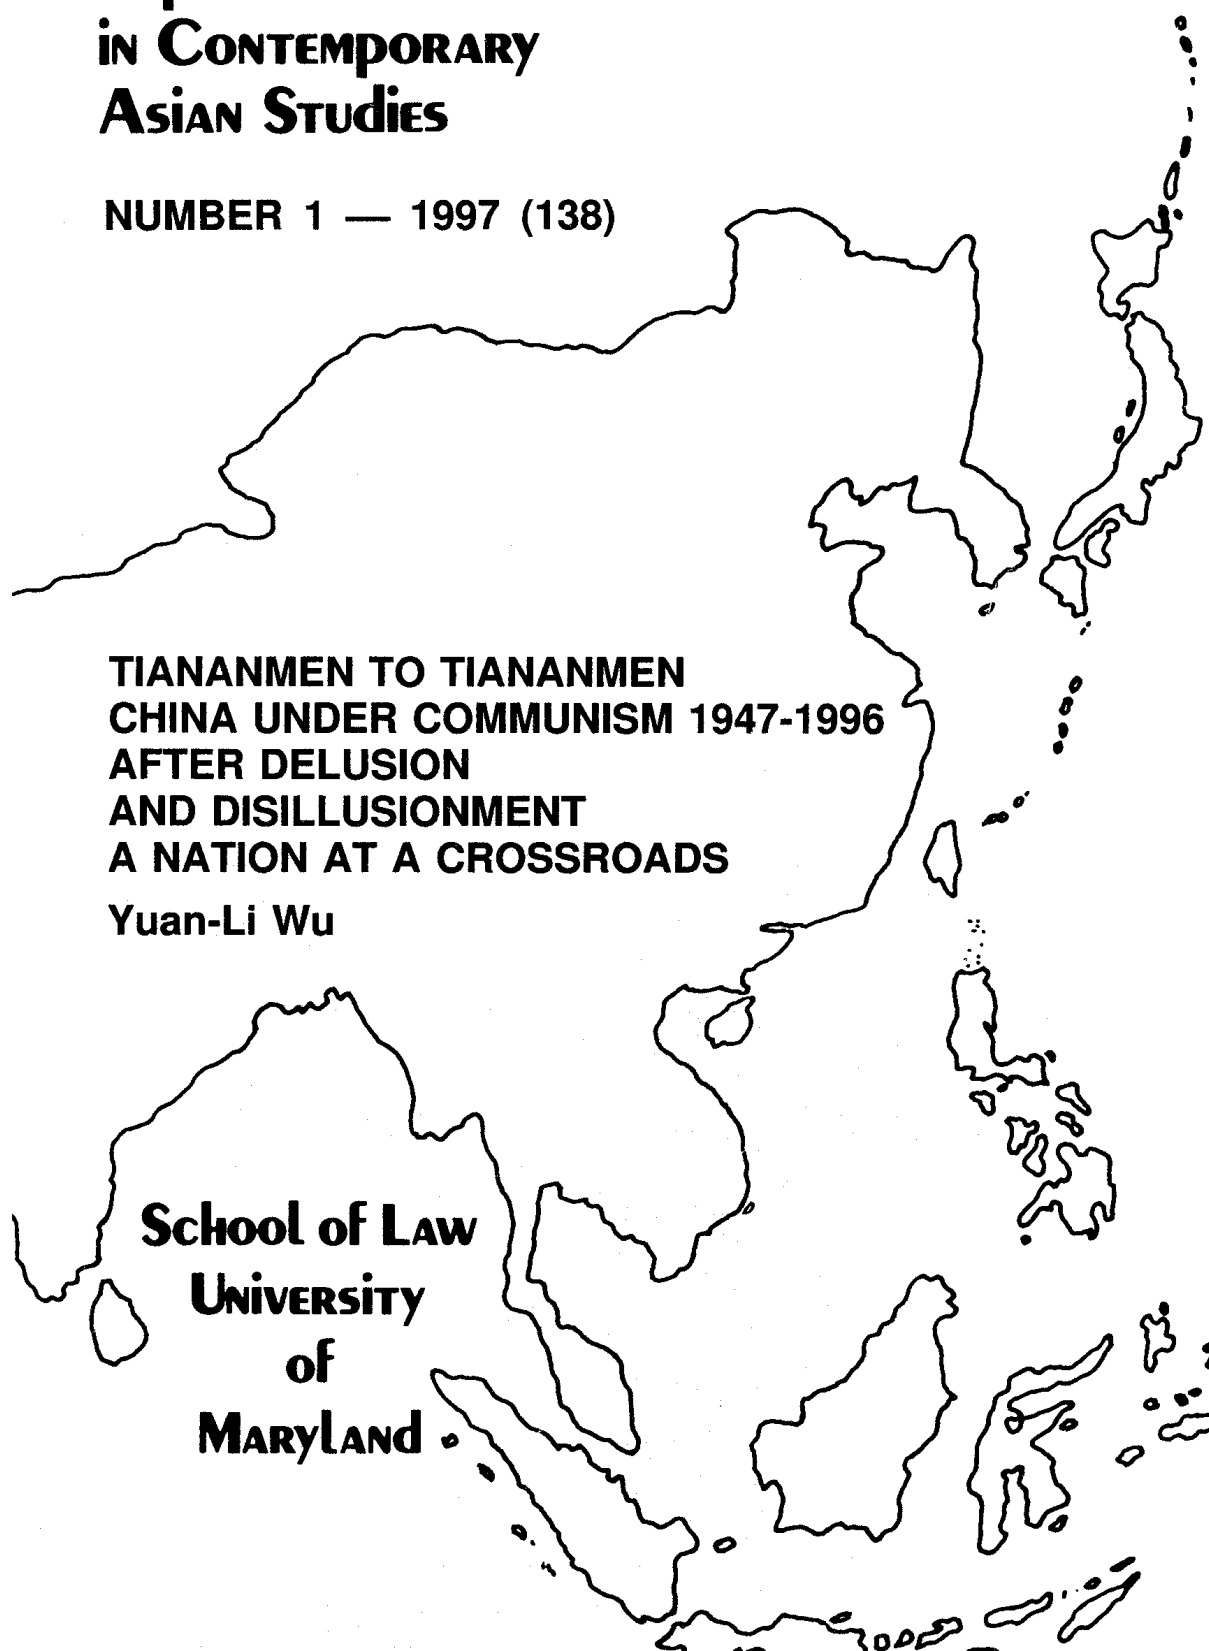 in Contemporary
Asian Studies
NUMBER 1 — 1997 (138)
TIANANMEN TO TIANANMEN
CHINA UNDER COMMUNISM 1947-1996
AFTER DELUSION
AND DISILLUSIONMENT
A NATION AT A CROSSROADS
Yuan-Li Wu
School of Law
University
of
Maryland